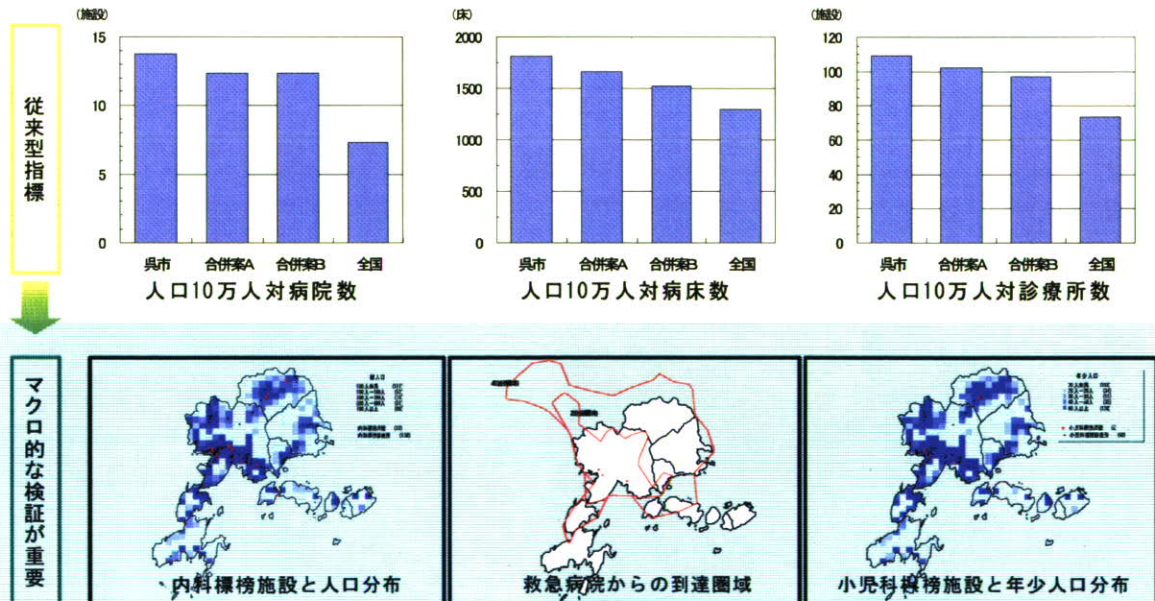 従来型指標
(施設)
15
10
5
0
呉市 合併案A 合併案B 全国
人口10万人対病院数
(床)
2000
1500
1000
500
0
呉市 合併案A 合併案B 全国
人口10万人対病床数
(施設)
120
100
80
60
40
20
0
呉市 合併案A 合併案B 全国
人口10万人対診療所数
マクロ的な検証が重要
内科標榜施設と人口分布
救急病院からの到達圏域
年少人口
小児科標榜施設と年少人口分布